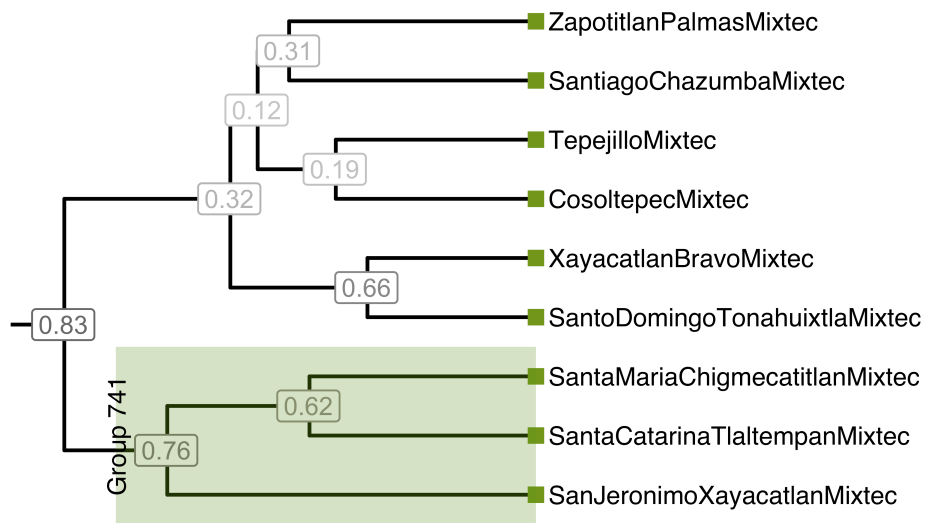 ZapotitlanPalmasMixtec
0.31
SantiagoChazumbaMixtec
0.12
TepejilloMixtec
0.19
CosoltepecMixtec
0.32
XayacatlanBravoMixtec
0.66
SantoDomingoTonahuixtlaMixtec
0.83
SantaMariaChigmecatitlanMixtec
0.62
Group 741
SantaCatarinaTlaltempanMixtec
0.76
SanJeronimoXayacatlanMixtec